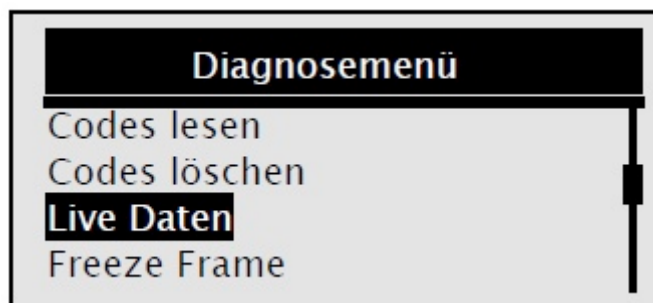 Diagnosemenü
Codes lesen
Codes löschen
Live Daten
Freeze Frame